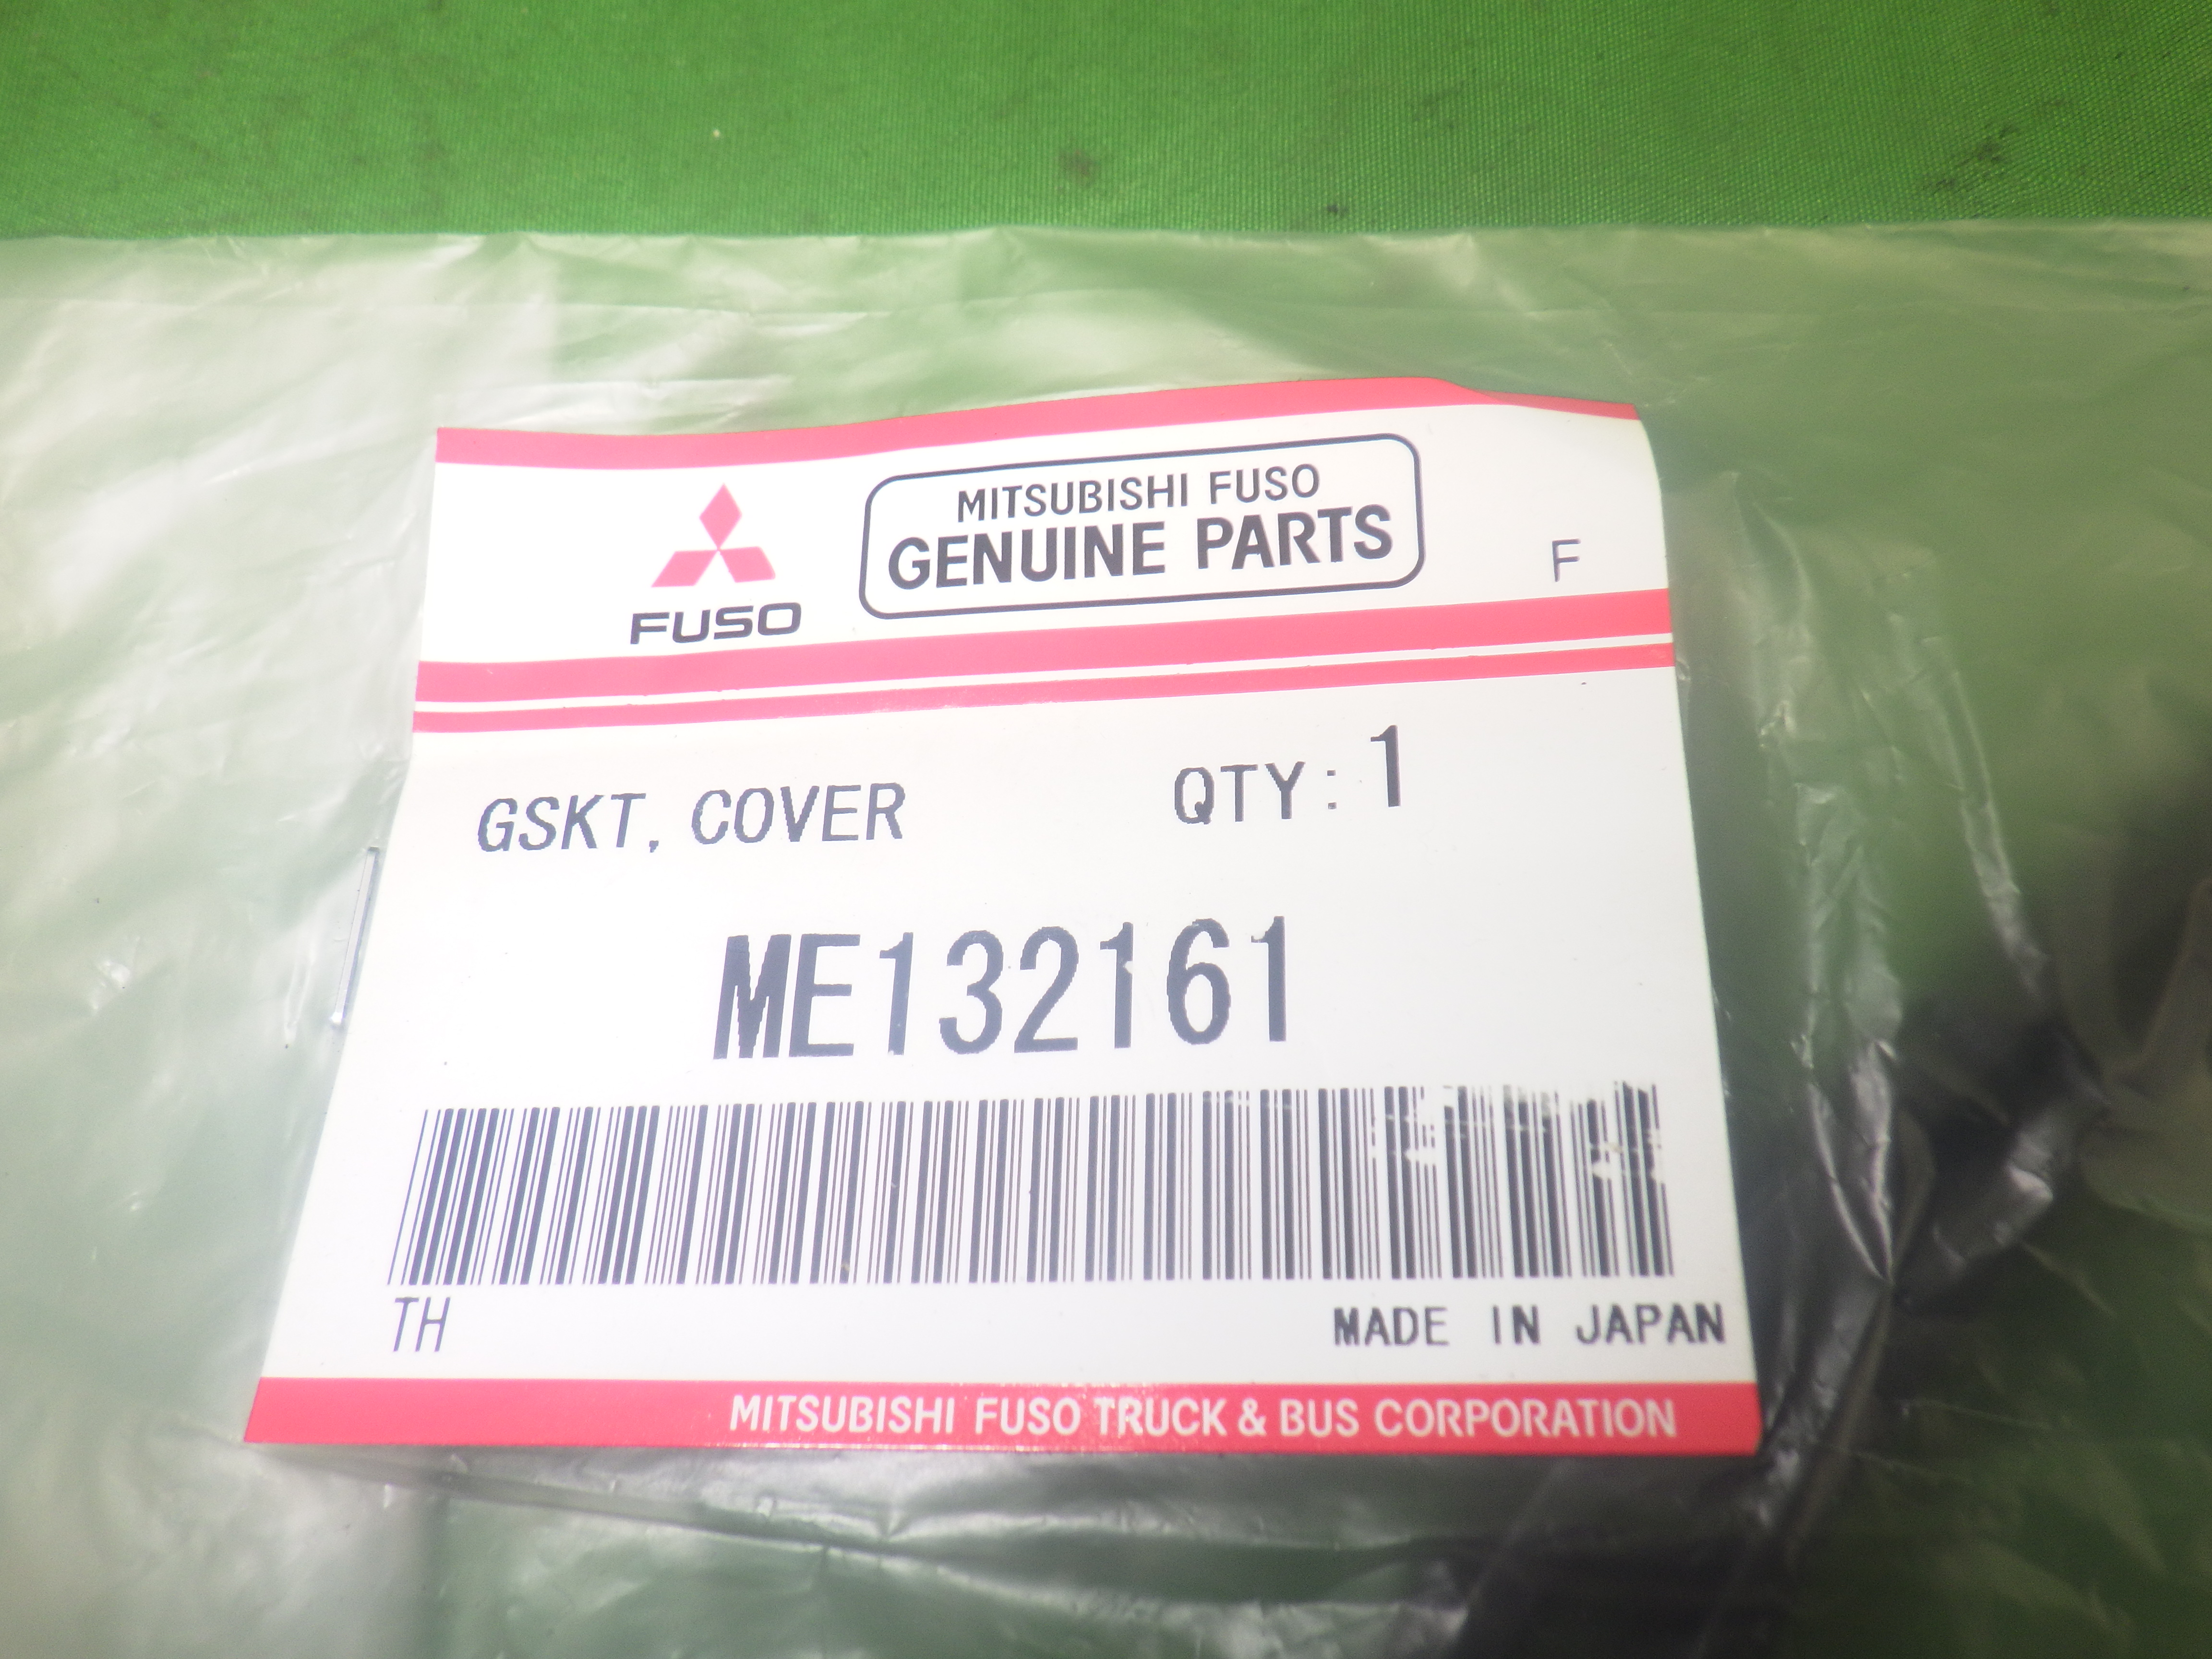 MITSUBISHI FUSO
GENUINE PARTS
FUSO
F
GSKT, COVER QTY: 1
ME132161
TH MADE IN JAPAN
MITSUBISHI FUSO TRUCK & BUS CORPORATION